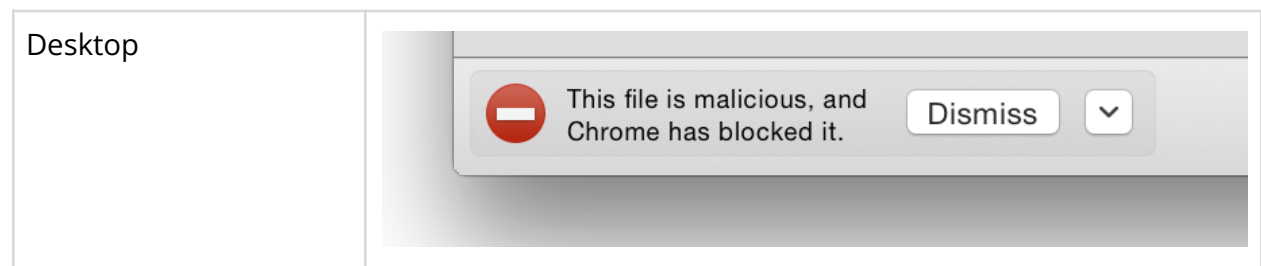 Desktop
This file is malicious, and
Chrome has blocked it.
Dismiss